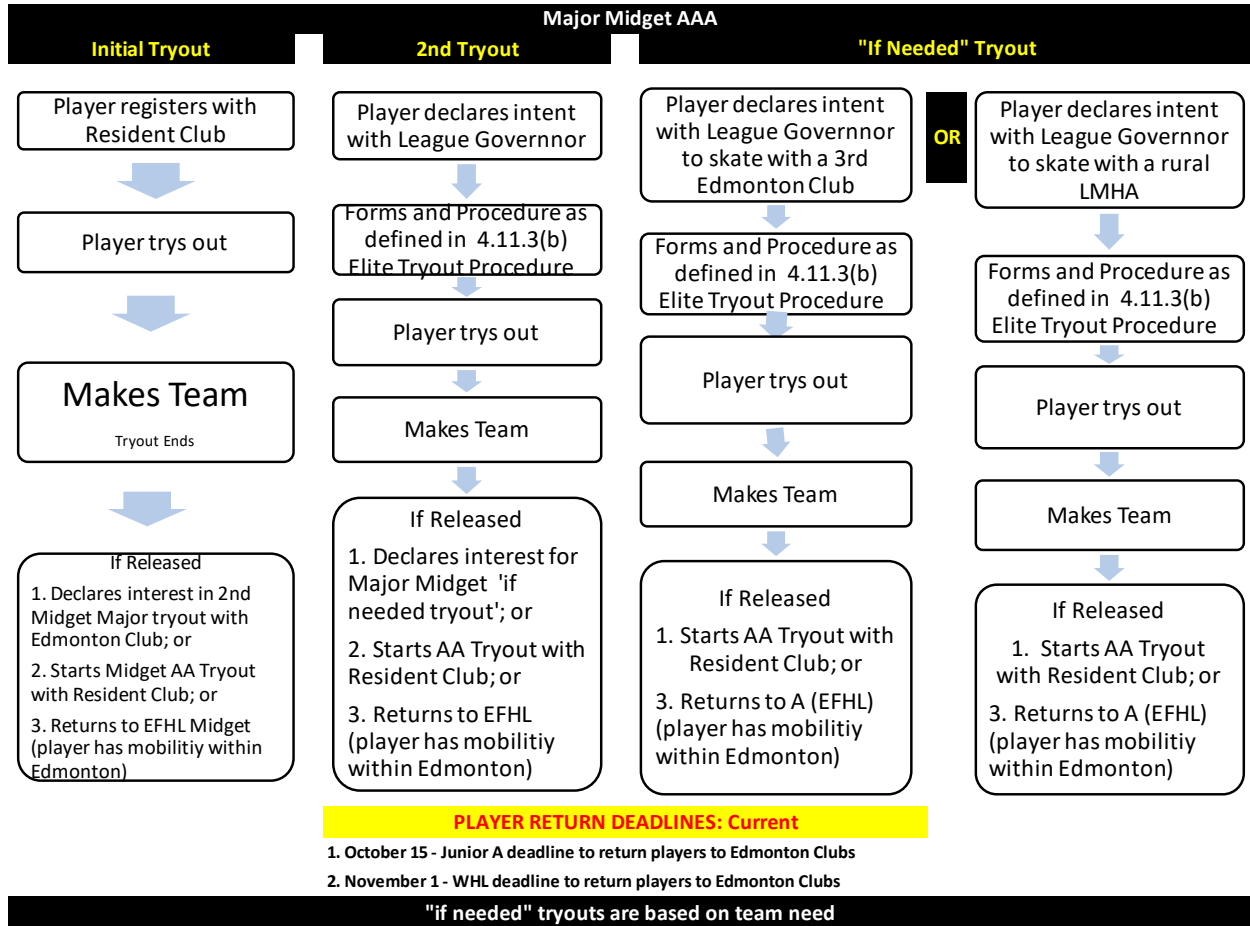 Major Midget AAA
Initial Tryout
2nd Tryout
"If Needed" Tryout
Player registers with
Resident Club
Player trys out
Makes Team
Tryout Ends
If Released
1. Declares interest in 2nd
Midget Major tryout with
Edmonton Club; or
2. Starts Midget AA Tryout
with Resident Club; or
3. Returns to EFHL Midget
(player has mobilitiy within
Edmonton)
Player declares intent
with League Governnor
Forms and Procedure as
defined in 4.11.3(b)
Elite Tryout Procedure
Player trys out
Makes Team
If Released
1. Declares interest for
Major Midget 'if
needed tryout'; or
2. Starts AA Tryout with
Resident Club; or
3. Returns to EFHL
(player has mobilitiy
within Edmonton)
Player declares intent
with League Governnor
to skate with a 3rd
Edmonton Club
Forms and Procedure as
defined in 4.11.3(b)
Elite Tryout Procedure
Player trys out
Makes Team
If Released
1. Starts AA Tryout with
Resident Club; or
3. Returns to A (EFHL)
(player has mobilitiy
within Edmonton)
OR
Player declares intent
with League Governnor
to skate with a rural
LMHA
Forms and Procedure as
defined in 4.11.3(b)
Elite Tryout Procedure
Player trys out
Makes Team
If Released
1. Starts AA Tryout
with Resident Club; or
3. Returns to A (EFHL)
(player has mobilitiy
within Edmonton)
PLAYER RETURN DEADLINES: Current
1. October 15 - Junior A deadline to return players to Edmonton Clubs
2. November 1 - WHL deadline to return players to Edmonton Clubs
"if needed" tryouts are based on team need